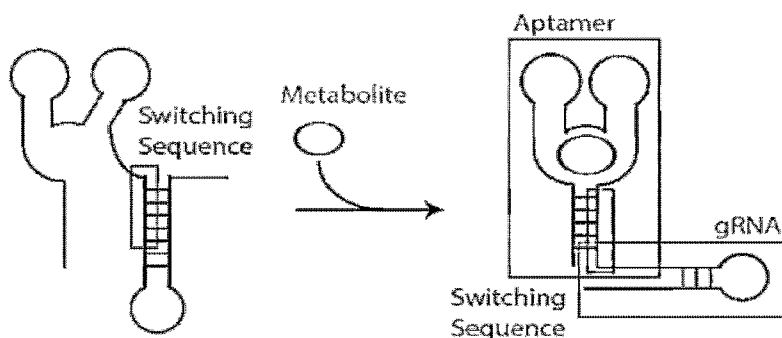 Aptamer
Metabolite
Switching
Sequence
gRNA
Switching
Sequence